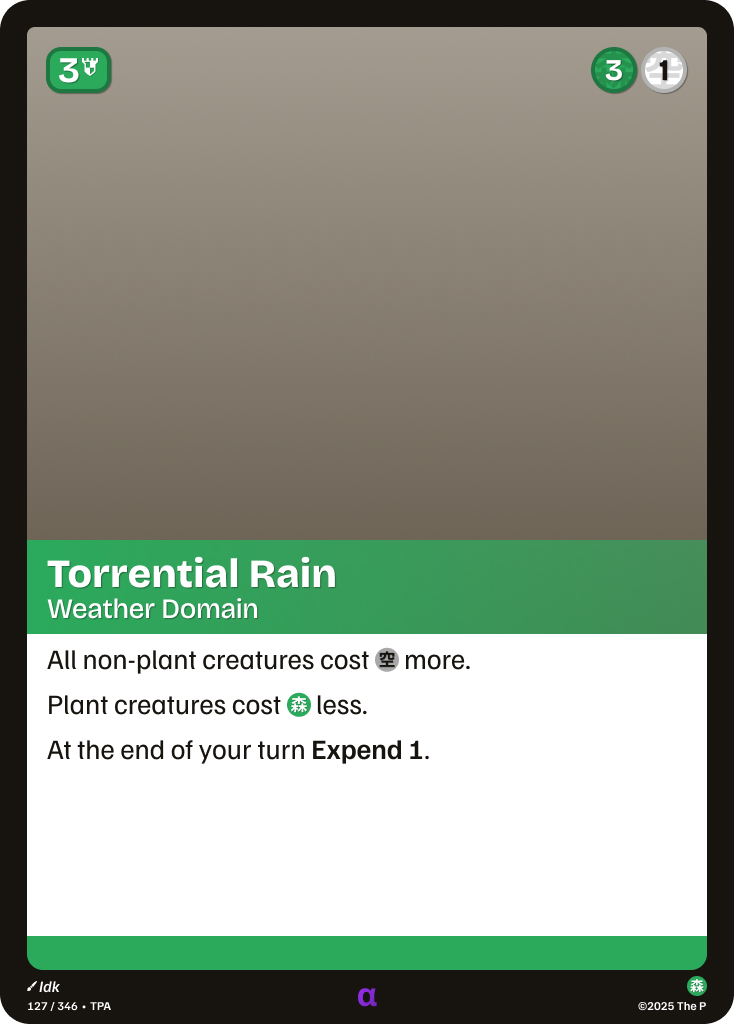 3
3 1
Torrential Rain
Weather Domain
All non-plant creatures cost 空 more.
Plant creatures cost 森 less.
At the end of your turn Expend 1.
Idk
127 / 346 • TPA
α
森
©2025 The P